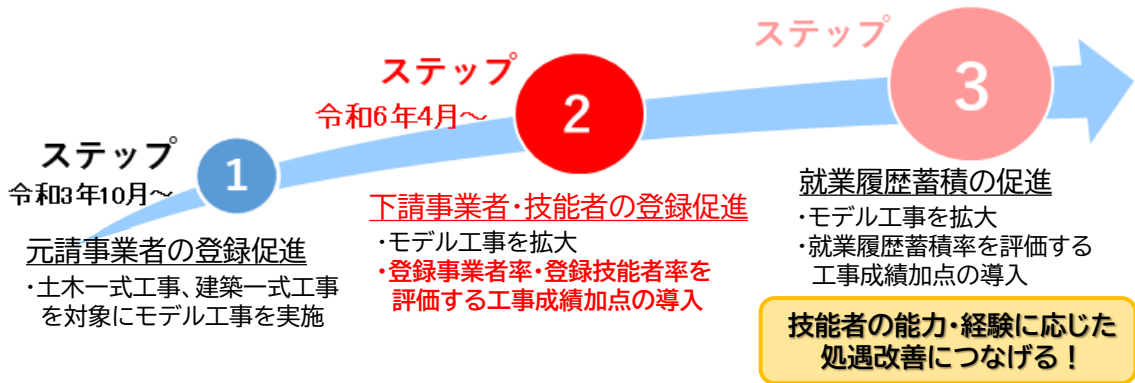 ステップ
1
令和3年10月～
元請事業者の登録促進
・土木一式工事、建築一式工事
を対象にモデル工事を実施
ステップ
2
令和6年4月～
下請事業者・技能者の登録促進
・モデル工事を拡大
・登録事業者率・登録技能者率を
評価する工事成績加点の導入
ステップ
3
就業履歴蓄積の促進
・モデル工事を拡大
・就業履歴蓄積率を評価する
工事成績加点の導入
技能者の能力・経験に応じた
処遇改善につなげる！